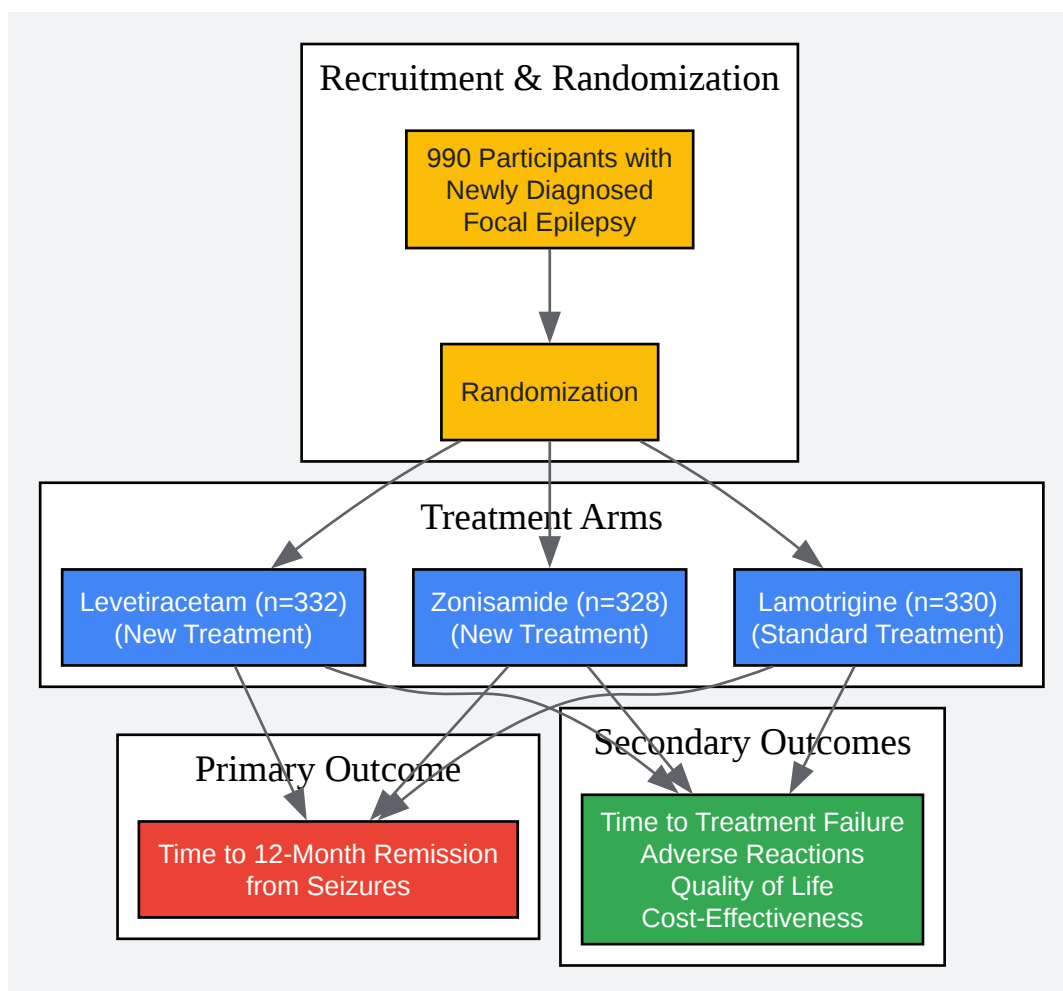 Recruitment & Randomization
990 Participants with
Newly Diagnosed
Focal Epilepsy
Randomization
Treatment Arms
Levetiracetam (n=332)
(New Treatment)
Zonisamide (n=328)
(New Treatment)
Lamotrigine (n=330)
(Standard Treatment)
Primary Outcome
Time to 12-Month Remission
from Seizures
Secondary Outcomes
Time to Treatment Failure
Adverse Reactions
Quality of Life
Cost-Effectiveness